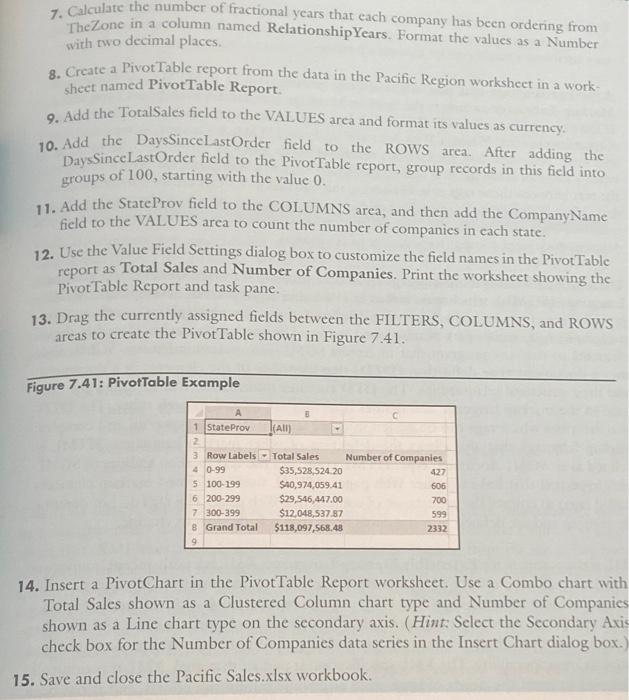 7. Calculate the number of fractional years that each company has been ordering from
TheZone in a column named RelationshipYears. Format the values as a Number
with two decimal places.
8. Create a PivotTable report from the data in the Pacific Region worksheet in a work-
sheet named PivotTable Report.
9. Add the TotalSales field to the VALUES area and format its values as currency.
10. Add the DaysSinceLastOrder field to the ROWS area. After adding the
DaysSinceLastOrder field to the PivotTable report, group records in this field into
groups of 100, starting with the value 0.
11. Add the StateProv field to the COLUMNS area, and then add the CompanyName
field to the VALUES area to count the number of companies in each state.
12. Use the Value Field Settings dialog box to customize the field names in the PivotTable
report as Total Sales and Number of Companies. Print the worksheet showing the
PivotTable Report and task pane.
13. Drag the currently assigned fields between the FILTERS, COLUMNS, and ROWS
areas to create the PivotTable shown in Figure 7.41.
Figure 7.41: PivotTable Example
A B C
1 StateProv (All)
2
3 Row Labels Total Sales Number of Companies
4 0-99 $35,528,524.20 427
5 100-199 $40,974,059.41 606
6 200-299 $29,546,447.00 700
7 300-399 $12,048,537.87 599
8 Grand Total $118,097,568.48 2332
9
14. Insert a PivotChart in the PivotTable Report worksheet. Use a Combo chart with
Total Sales shown as a Clustered Column chart type and Number of Companies
shown as a Line chart type on the secondary axis. (Hint: Select the Secondary Axis
check box for the Number of Companies data series in the Insert Chart dialog box.)
15. Save and close the Pacific Sales.xlsx workbook.